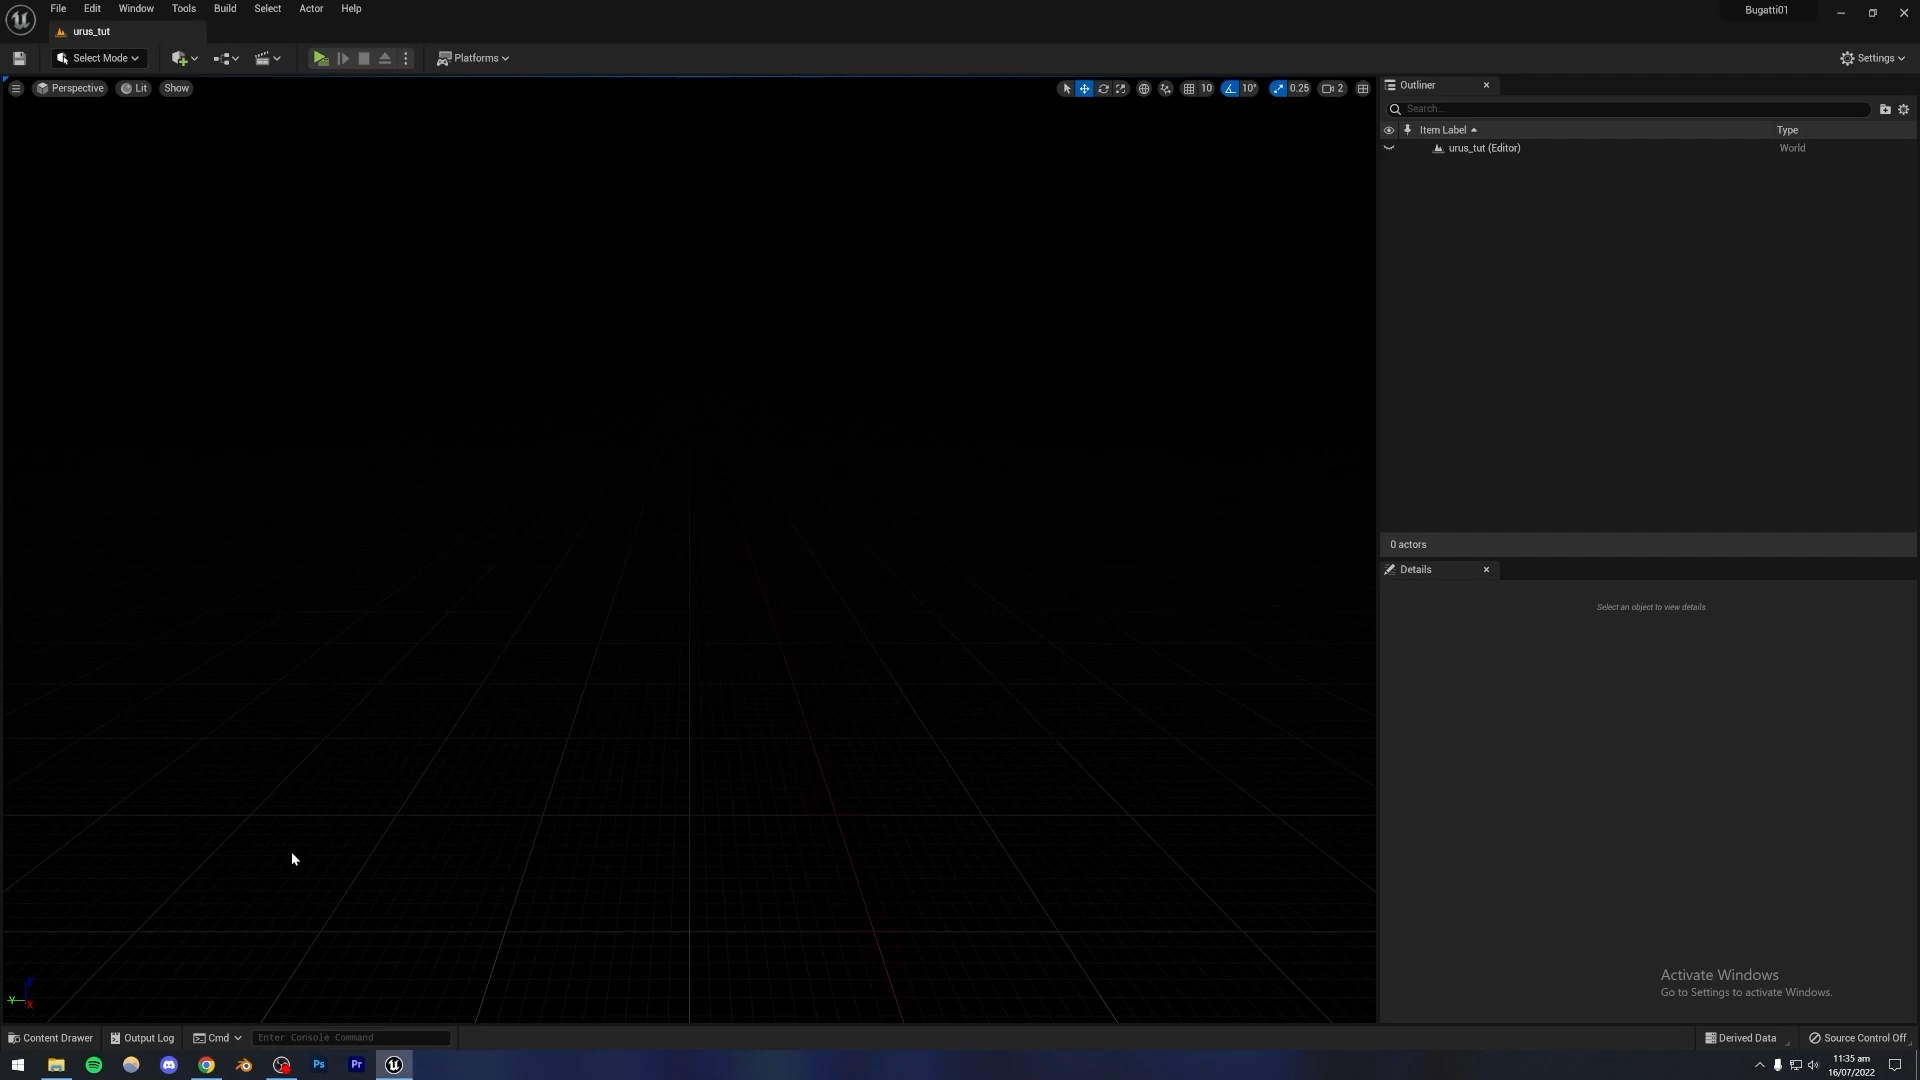 File Edit Window Tools Build Select Actor Help
Bugatti01
urus_tut
Select Mode
Platforms
Settings
Perspective Lit Show
10 10° 0.25 2
Outliner
Search...
Item Label Type
urus_tut (Editor) World
0 actors
Details
Select an object to view details
Activate Windows
Go to Settings to activate Windows.
Y X
Content Drawer Output Log Cmd Enter Console Command
Derived Data Source Control Off
Ps Pr
11:35 am
16/07/2022